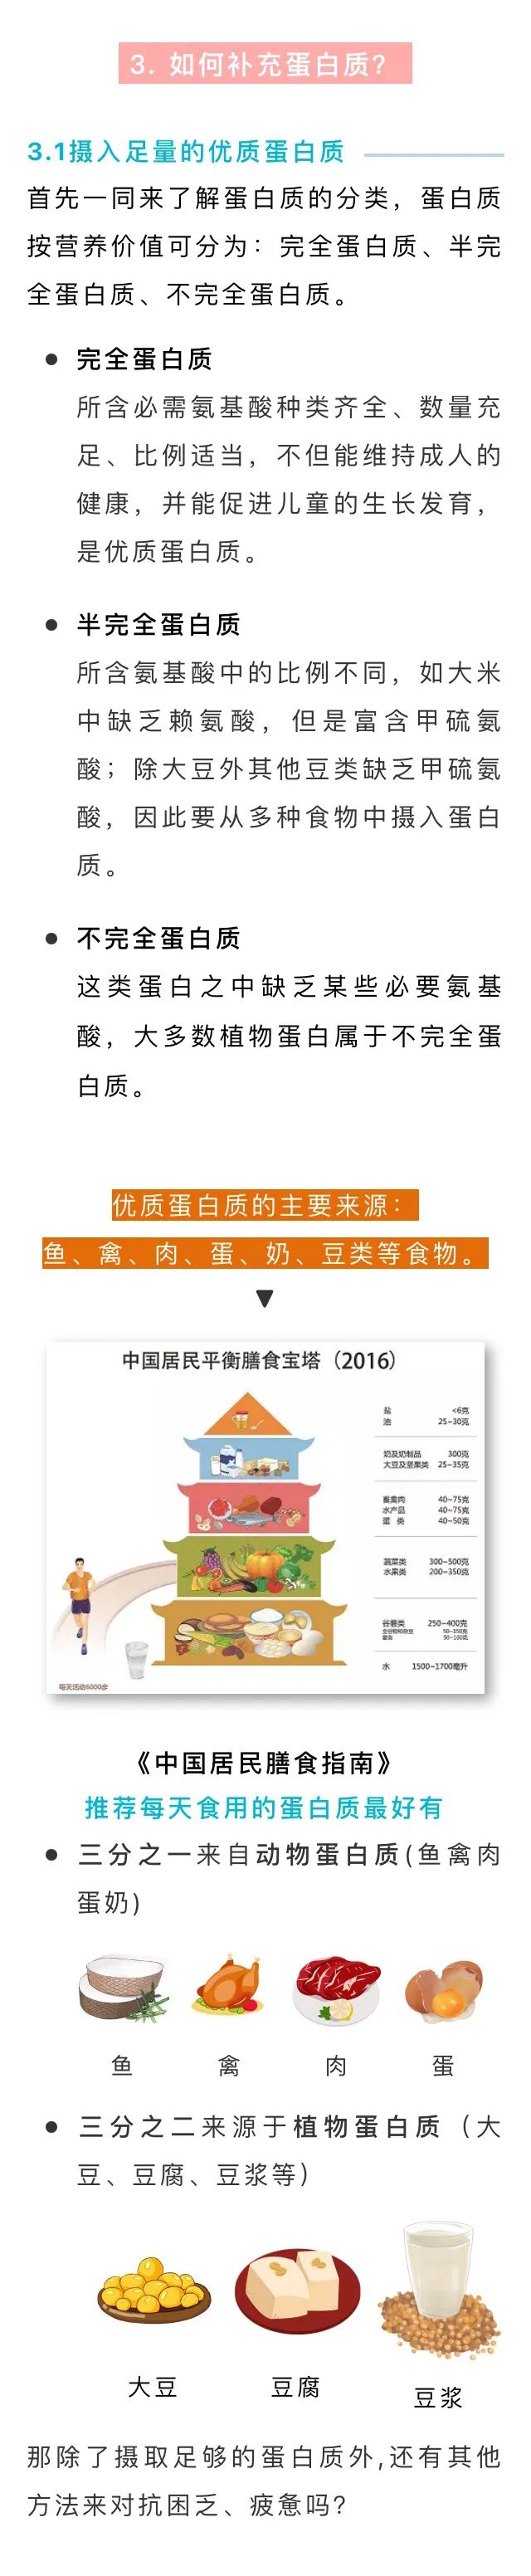 3. 如何补充蛋白质?
3.1摄入足量的优质蛋白质
首先一同来了解蛋白质的分类，蛋白质
按营养价值可分为：完全蛋白质、半完
全蛋白质、不完全蛋白质。
● 完全蛋白质
所含必需氨基酸种类齐全、数量充
足、比例适当，不但能维持成人的
健康，并能促进儿童的生长发育，
是优质蛋白质。
● 半完全蛋白质
所含氨基酸中的比例不同，如大米
中缺乏赖氨酸，但是富含甲硫氨
酸；除大豆外其他豆类缺乏甲硫氨
酸，因此要从多种食物中摄入蛋白
质。
● 不完全蛋白质
这类蛋白之中缺乏某些必要氨基
酸，大多数植物蛋白属于不完全蛋
白质。
优质蛋白质的主要来源：
鱼、禽、肉、蛋、奶、豆类等食物。
中国居民平衡膳食宝塔（2016）
盐 <6克
油 25~30克
奶及奶制品 300克
大豆及坚果类 25~35克
畜禽肉 40~75克
水产品 40~75克
蛋 类 40~50克
蔬菜类 300~500克
水果类 200~350克
谷薯类 250~400克
全谷物和杂豆 50~150克
薯类 50~100克
水 1500~1700毫升
每天活动6000步
《中国居民膳食指南》
推荐每天食用的蛋白质最好有
● 三分之一来自动物蛋白质(鱼禽肉
蛋奶)
鱼 禽 肉 蛋
● 三分之二来源于植物蛋白质（大
豆、豆腐、豆浆等）
大豆 豆腐 豆浆
那除了摄取足够的蛋白质外,还有其他
方法来对抗困乏、疲惫吗?